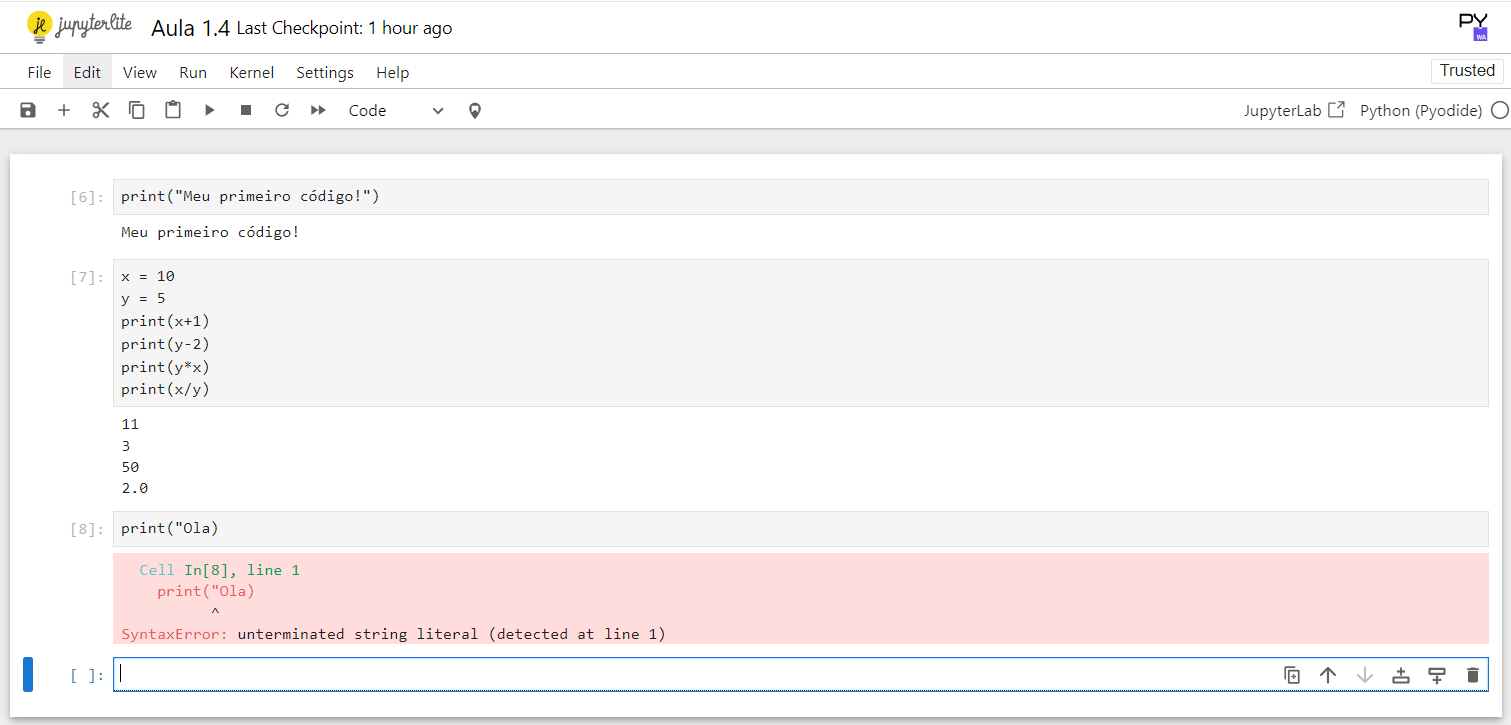 jupyterlite Aula 1.4 Last Checkpoint: 1 hour ago PY WA
File Edit View Run Kernel Settings Help Trusted
Code JupyterLab Python (Pyodide)
[6]: print("Meu primeiro código!")
Meu primeiro código!
[7]: x = 10
y = 5
print(x+1)
print(y-2)
print(y*x)
print(x/y)
11
3
50
2.0
[8]: print("Ola)
Cell In[8], line 1
print("Ola)
^
SyntaxError: unterminated string literal (detected at line 1)
[ ]: